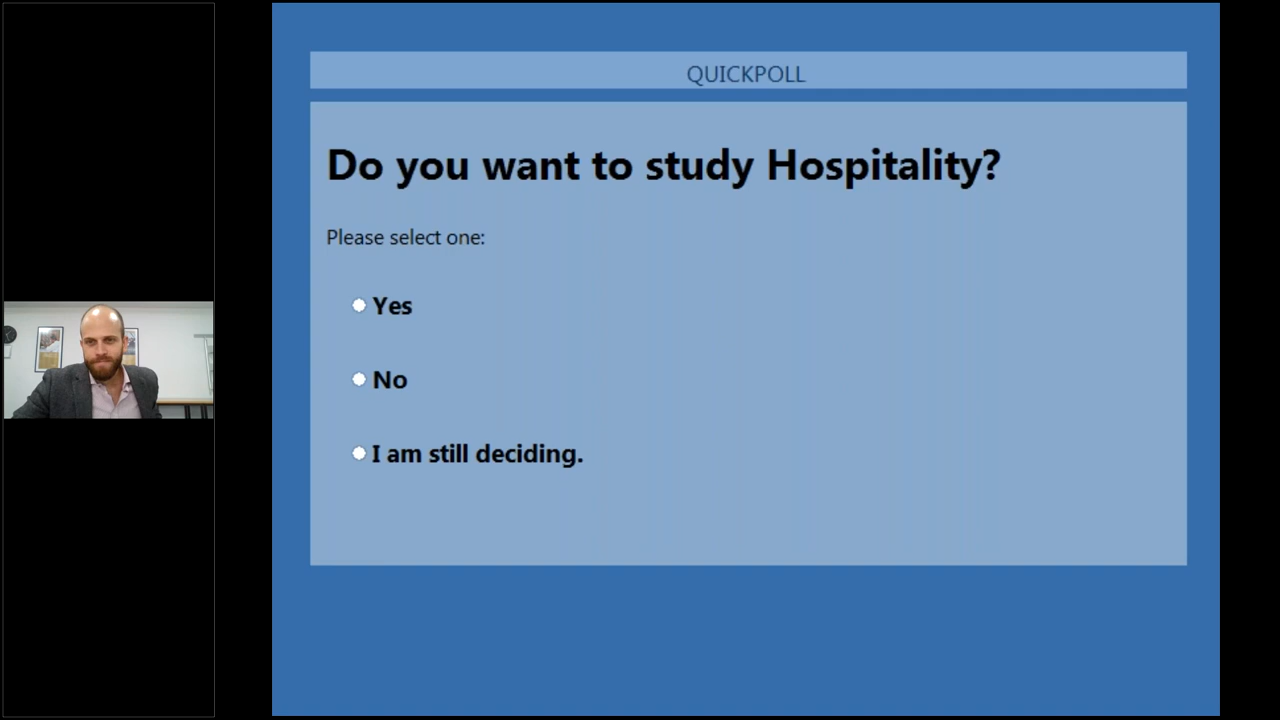 QUICKPOLL
Do you want to study Hospitality?
Please select one:
Yes
No
I am still deciding.